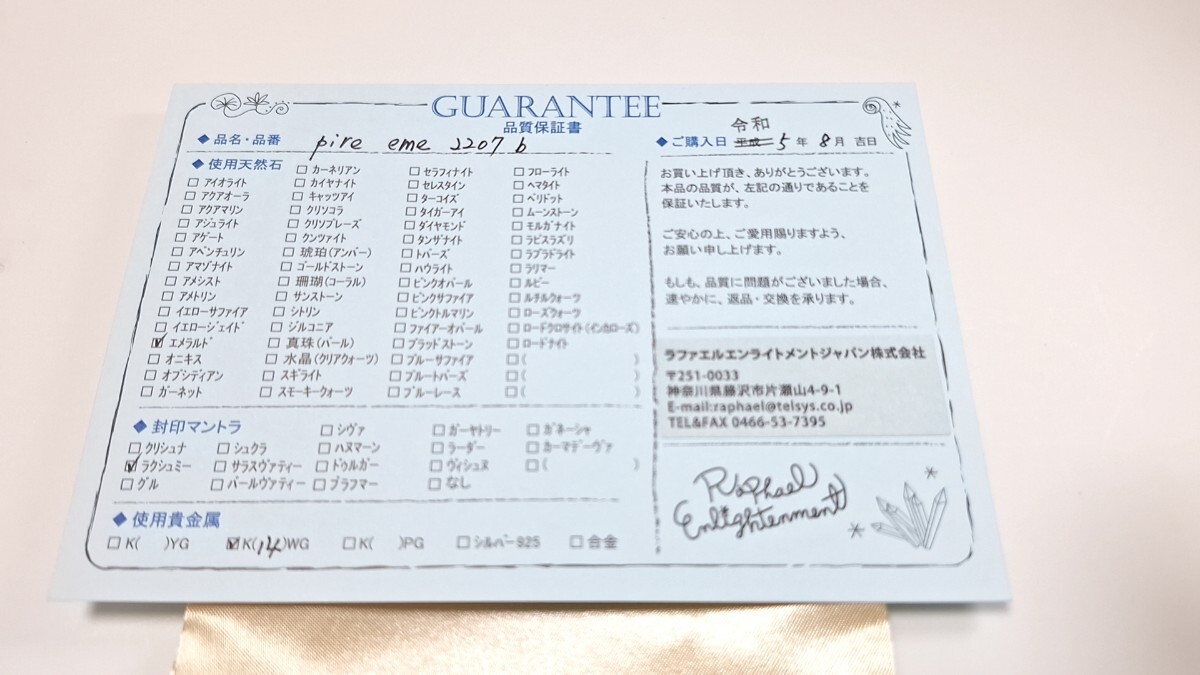 GUARANTEE
品質保証書
◆品名・品番 pire eme 2207 b
◆使用天然石
□アイオライト
□アクアオーラ
□アクアマリン
□アジュライト
□アゲート
□アベンチュリン
□アマゾナイト
□アメシスト
□アメトリン
□イエローサファイア
□イエロージェイド
☑エメラルド
□オニキス
□オブシディアン
□ガーネット
□カーネリアン
□カイヤナイト
□キャッツアイ
□クリソコラ
□クリソプレーズ
□クンツァイト
□琥珀(アンバー)
□ゴールドストーン
□珊瑚(コーラル)
□サンストーン
□シトリン
□ジルコニア
□真珠(パール)
□水晶(クリアクォーツ)
□スギライト
□スモーキークォーツ
□セラフィナイト
□セレスタイン
□ターコイズ
□タイガーアイ
□ダイヤモンド
□タンザナイト
□トパーズ
□ハウライト
□ピンクオパール
□ピンクサファイア
□ピンクトルマリン
□ファイアーオパール
□ブラッドストーン
□ブルーサファイア
□ブルートパーズ
□ブルーレース
□フローライト
□ヘマタイト
□ペリドット
□ムーンストーン
□モルガナイト
□ラピスラズリ
□ラブラドライト
□ラリマー
□ルビー
□ルチルクォーツ
□ローズクォーツ
□ロードクロサイト(インカローズ)
□ロードナイト
□( )
□( )
□( )
◆封印マントラ
□クリシュナ
☑ラクシュミー
□グル
□シュクラ
□サラスヴァティー
□パールヴァティー
□シヴァ
□ハヌマーン
□ドゥルガー
□ブラフマー
□ガーヤトリー
□ラーダー
□ヴィシュヌ
□なし
□ガネーシャ
□カーマデーヴァ
□( )
◆使用貴金属
□K( )YG ☑K(14)WG □K( )PG □シルバー925 □合金
令和
◆ご購入日 平成 5年 8月 吉日
お買い上げ頂き、ありがとうございます。
本品の品質が、左記の通りであることを
保証いたします。
ご安心の上、ご愛用賜りますよう、
お願い申し上げます。
もしも、品質に問題がございました場合、
速やかに、返品・交換を承ります。
ラファエルエンライトメントジャパン株式会社
〒251-0033
神奈川県藤沢市片瀬山4-9-1
E-mail:raphael@telsys.co.jp
TEL&FAX 0466-53-7395
Raphael
Enlightenment